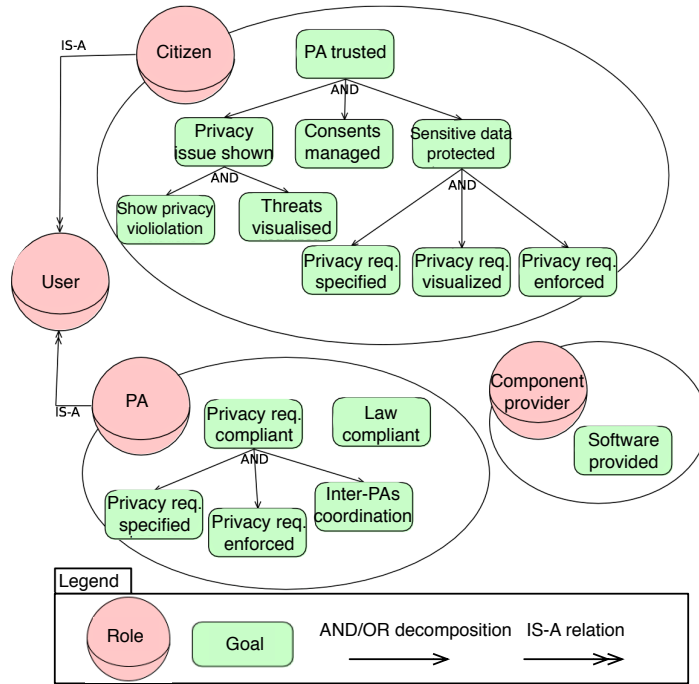 IS-A
Citizen
PA trusted
AND
Privacy
issue shown
Consents
managed
Sensitive data
protected
AND
AND
Show privacy
violiolation
Threats
visualised
Privacy req.
specified
Privacy req.
visualized
Privacy req.
enforced
User
IS-A
PA
Privacy req.
compliant
Law
compliant
AND
Privacy req.
specified
Privacy req.
enforced
Inter-PAs
coordination
Component
provider
Software
provided
Legend
Role
Goal
AND/OR decomposition
IS-A relation